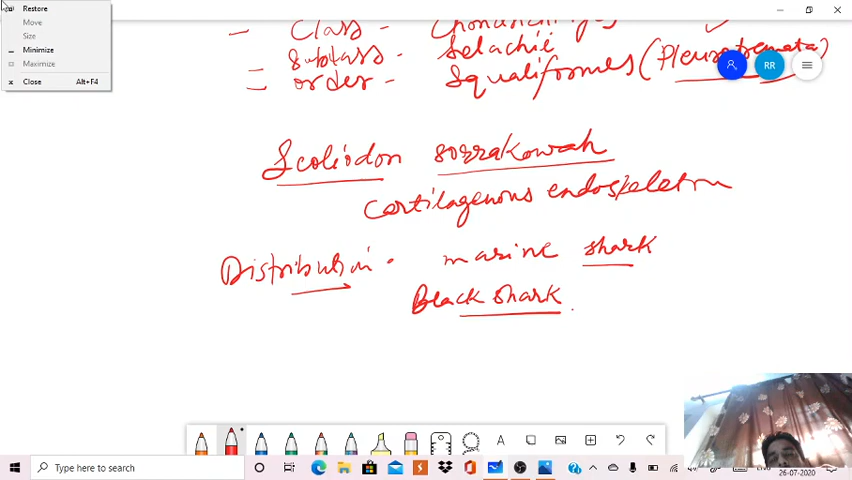 Restore
Move
Size
Minimize
Maximize
Close Alt+F4
Class Chondrichthyes
Subclass - Selachii
order - Squaliformes (Pleurotremata)
RR
Scoliodon sorrakowah
Cartilagenous endoskeleton
Distribution - marine shark
Black shark
A
Type here to search
26-07-2020